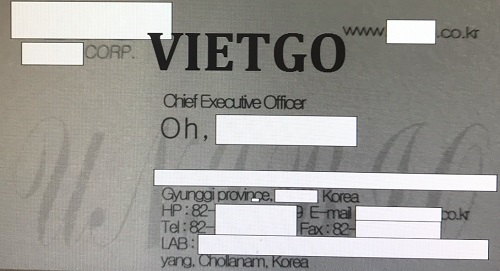 www. .co.kr
CORP.
VIETGO
Chief Executive Officer
Oh,
Gyunggi province, Korea
HP : 82- 9 E-mail co.kr
Tel : 82- Fax : 82-
LAB :
yang, Chollanam, Korea